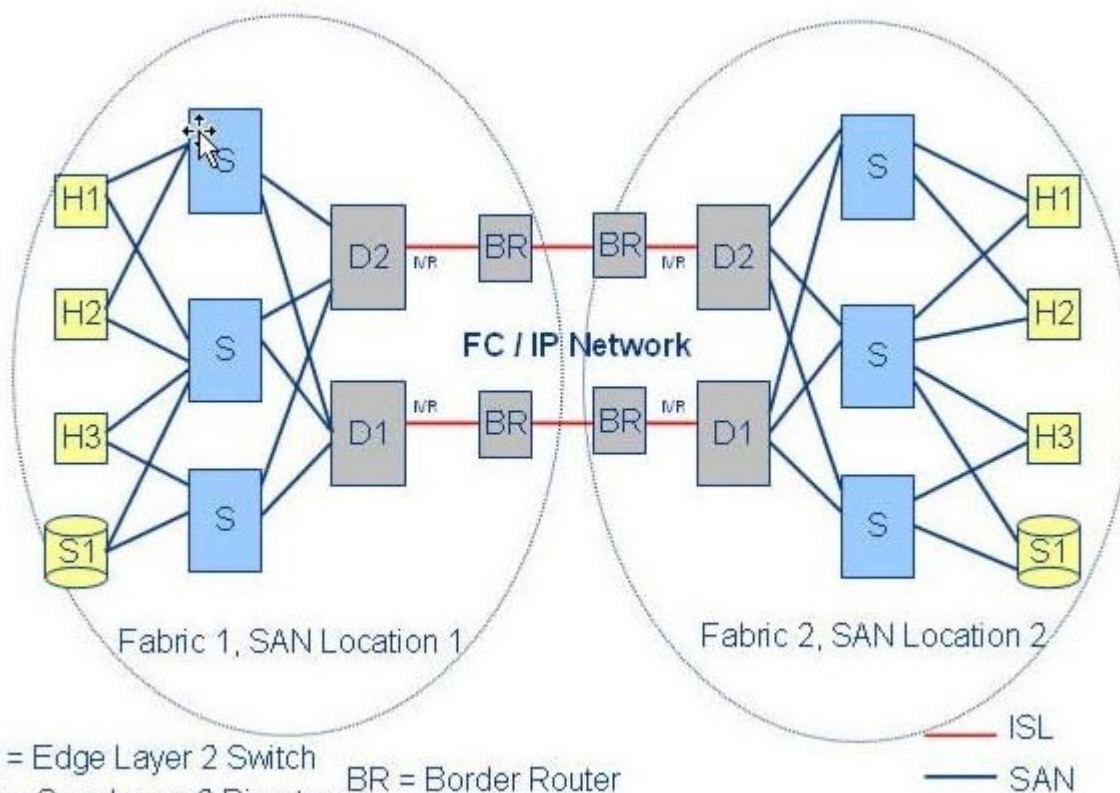 S
S
H1
H1
D2
IVR
BR
BR
IVR
D2
H2
H2
S
FC / IP Network
S
D1
IVR
BR
BR
IVR
D1
H3
H3
S
S
S1
S1
Fabric 1, SAN Location 1
Fabric 2, SAN Location 2
ISL
= Edge Layer 2 Switch
BR = Border Router
SAN